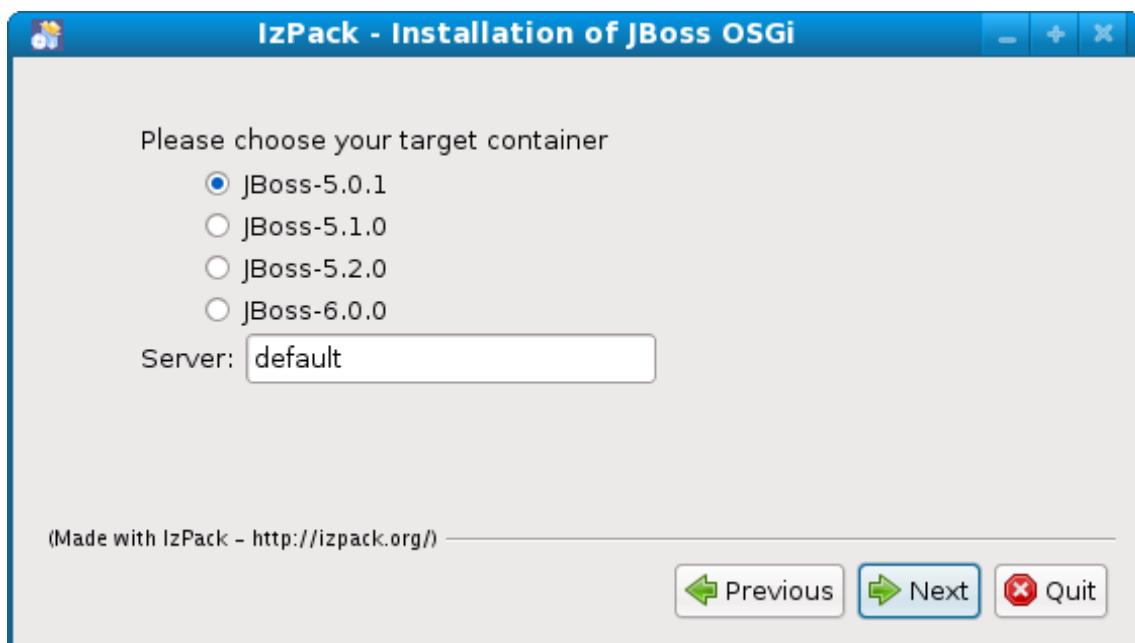 IzPack - Installation of JBoss OSGi
Please choose your target container
JBoss-5.0.1
JBoss-5.1.0
JBoss-5.2.0
JBoss-6.0.0
Server: default
(Made with IzPack - http://izpack.org/)
Previous Next Quit